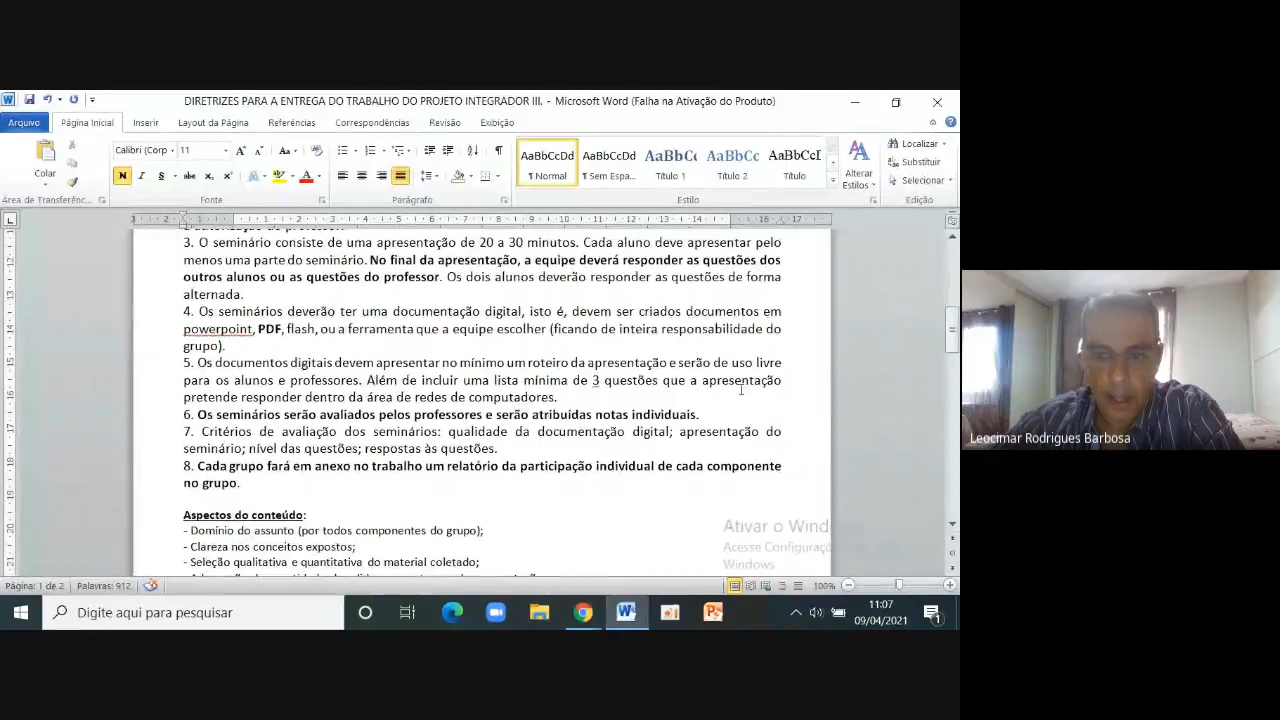 DIRETRIZES PARA A ENTREGA DO TRABALHO DO PROJETO INTEGRADOR III. - Microsoft Word (Falha na Ativação do Produto)
Arquivo Página Inicial Inserir Layout da Página Referências Correspondências Revisão Exibição
Calibri (Corp 11
Colar
N I S abc X₂ X²
AaBbCcDd AaBbCcDd AaBbCc AaBbCc AaBbCcI
¶ Normal ¶ Sem Espa... Título 1 Título 2 Título
Alterar Estilos
Localizar
Substituir
Selecionar
Área de Transferênc... Fonte Parágrafo Estilo Edição
3. O seminário consiste de uma apresentação de 20 a 30 minutos. Cada aluno deve apresentar pelo
menos uma parte do seminário. No final da apresentação, a equipe deverá responder as questões dos
outros alunos ou as questões do professor. Os dois alunos deverão responder as questões de forma
alternada.
4. Os seminários deverão ter uma documentação digital, isto é, devem ser criados documentos em
powerpoint, PDF, flash, ou a ferramenta que a equipe escolher (ficando de inteira responsabilidade do
grupo).
5. Os documentos digitais devem apresentar no mínimo um roteiro da apresentação e serão de uso livre
para os alunos e professores. Além de incluir uma lista mínima de 3 questões que a apresentação
pretende responder dentro da área de redes de computadores.
6. Os seminários serão avaliados pelos professores e serão atribuídas notas individuais.
7. Critérios de avaliação dos seminários: qualidade da documentação digital; apresentação do
seminário; nível das questões; respostas às questões.
8. Cada grupo fará em anexo no trabalho um relatório da participação individual de cada componente
no grupo.
Aspectos do conteúdo:
- Domínio do assunto (por todos componentes do grupo);
- Clareza nos conceitos expostos;
- Seleção qualitativa e quantitativa do material coletado;
Ativar o Wind
Acesse Configuraç
Windows
Página: 1 de 2 Palavras: 912 100%
Digite aqui para pesquisar
11:07
09/04/2021
Leocimar Rodrigues Barbosa